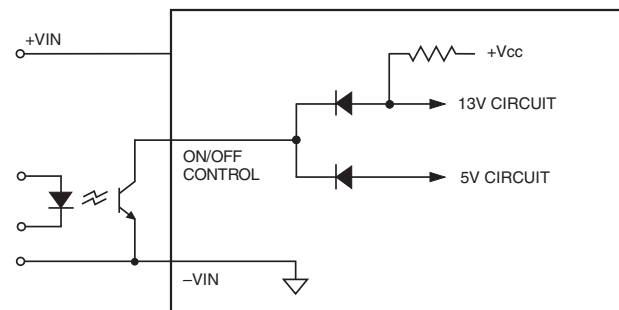 +VIN
+Vcc
13V CIRCUIT
ON/OFF
CONTROL
5V CIRCUIT
–VIN